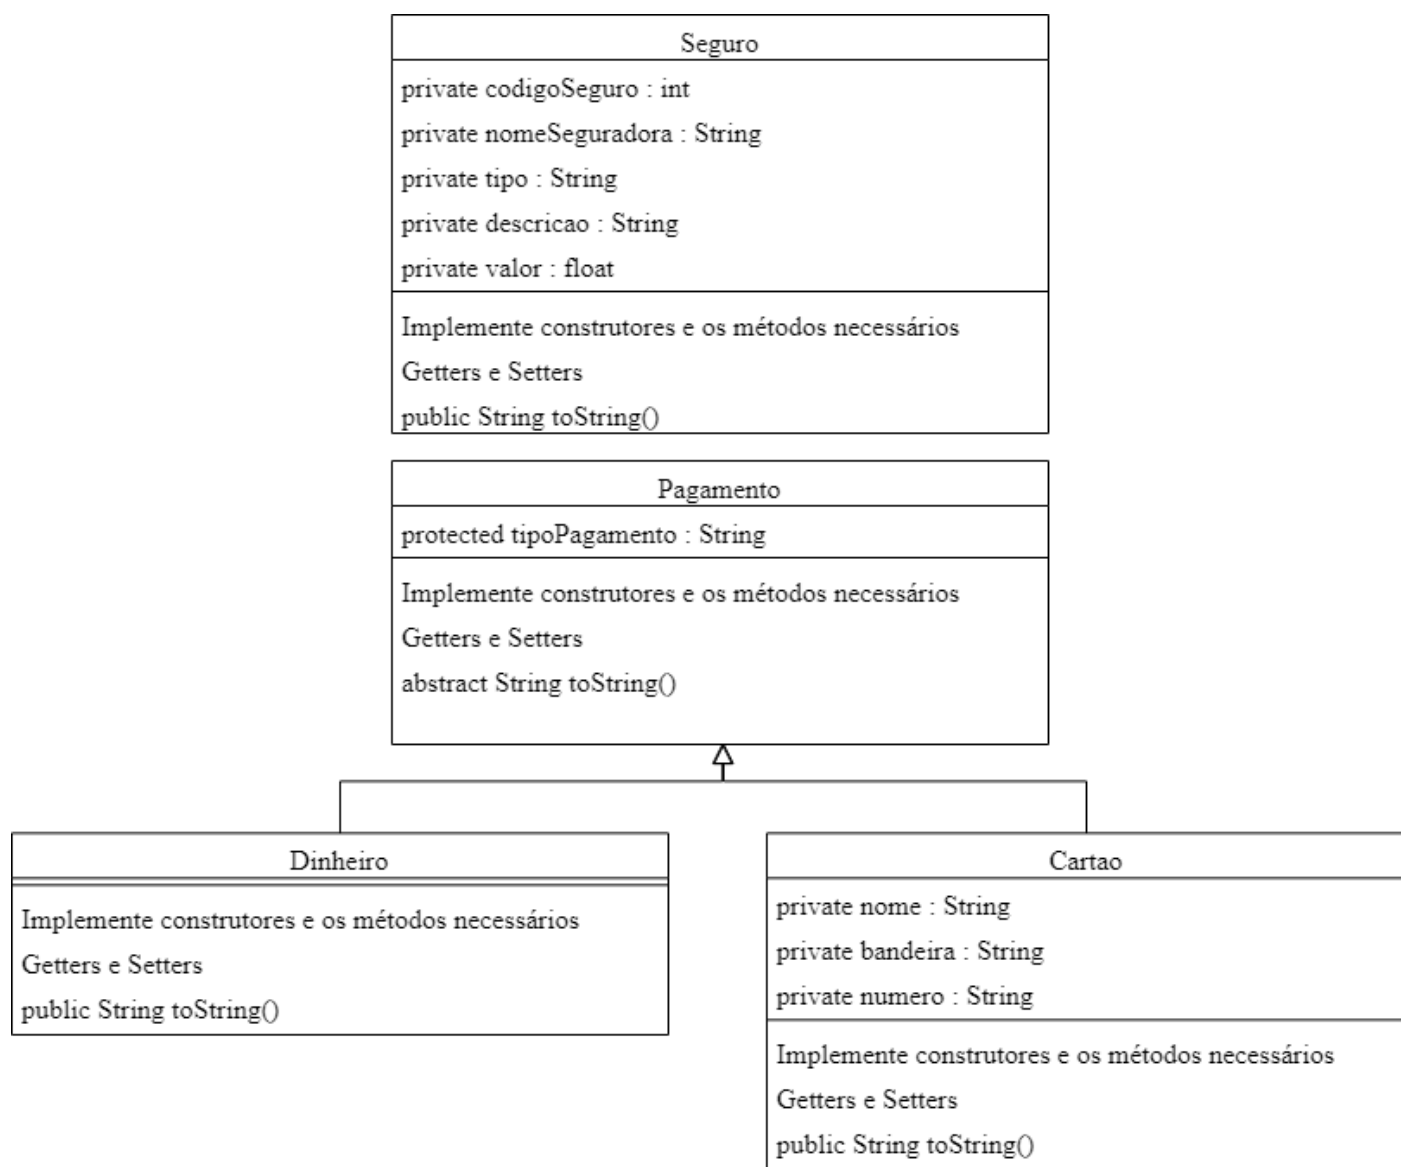 Seguro
private codigoSeguro : int
private nomeSeguradora : String
private tipo : String
private descricao : String
private valor : float
Implemente construtores e os métodos necessários
Getters e Setters
public String toString()
Pagamento
protected tipoPagamento : String
Implemente construtores e os métodos necessários
Getters e Setters
abstract String toString()
Dinheiro
Implemente construtores e os métodos necessários
Getters e Setters
public String toString()
Cartao
private nome : String
private bandeira : String
private numero : String
Implemente construtores e os métodos necessários
Getters e Setters
public String toString()